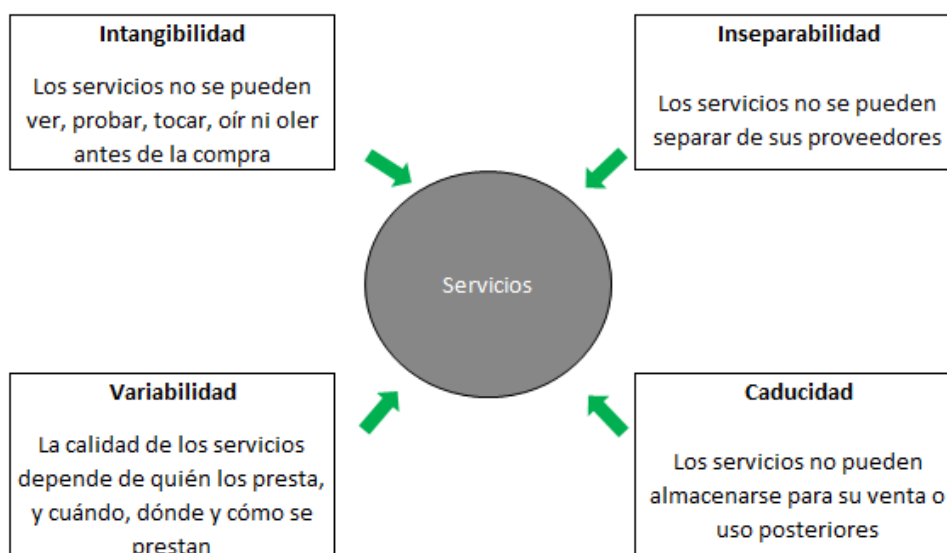 Intangibilidad
Los servicios no se pueden
ver, probar, tocar, oír ni oler
antes de la compra
Inseparabilidad
Los servicios no se pueden
separar de sus proveedores
Servicios
Variabilidad
La calidad de los servicios
depende de quién los presta,
y cuándo, dónde y cómo se
prestan
Caducidad
Los servicios no pueden
almacenarse para su venta o
uso posteriores